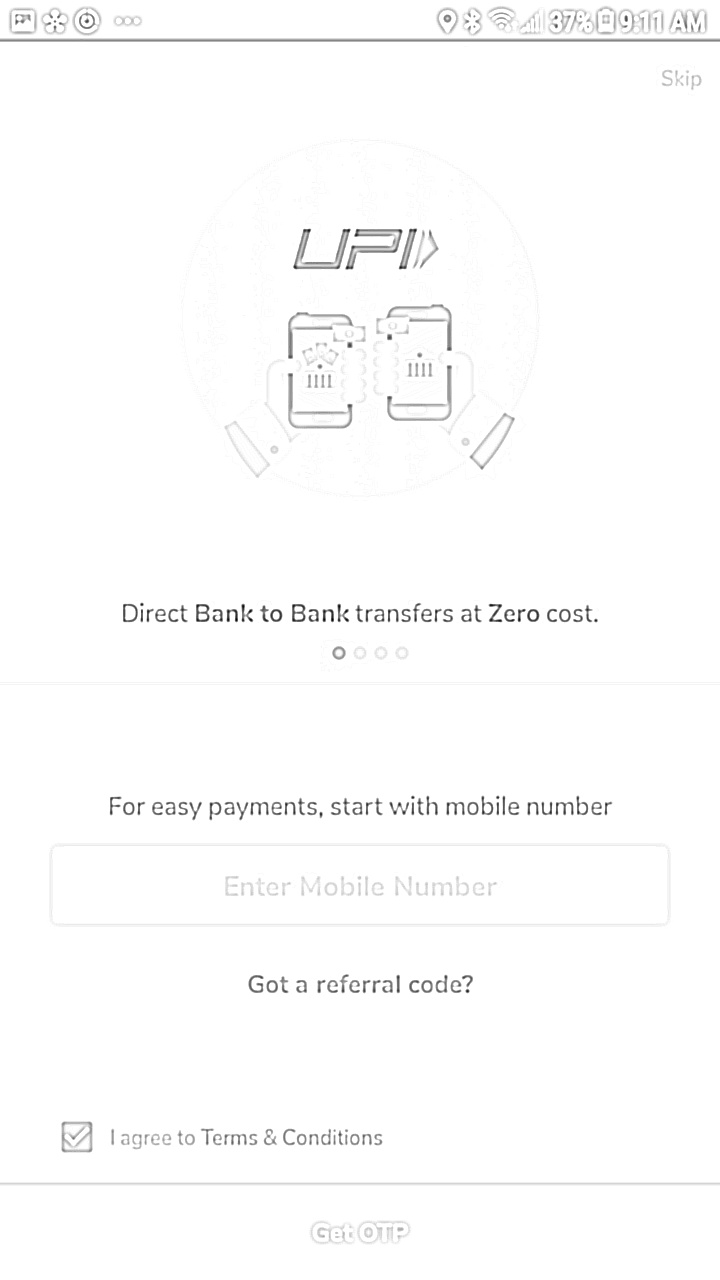 37% 9:11 AM
Skip
UPI
Direct Bank to Bank transfers at Zero cost.
For easy payments, start with mobile number
Enter Mobile Number
Got a referral code?
I agree to Terms & Conditions
Get OTP